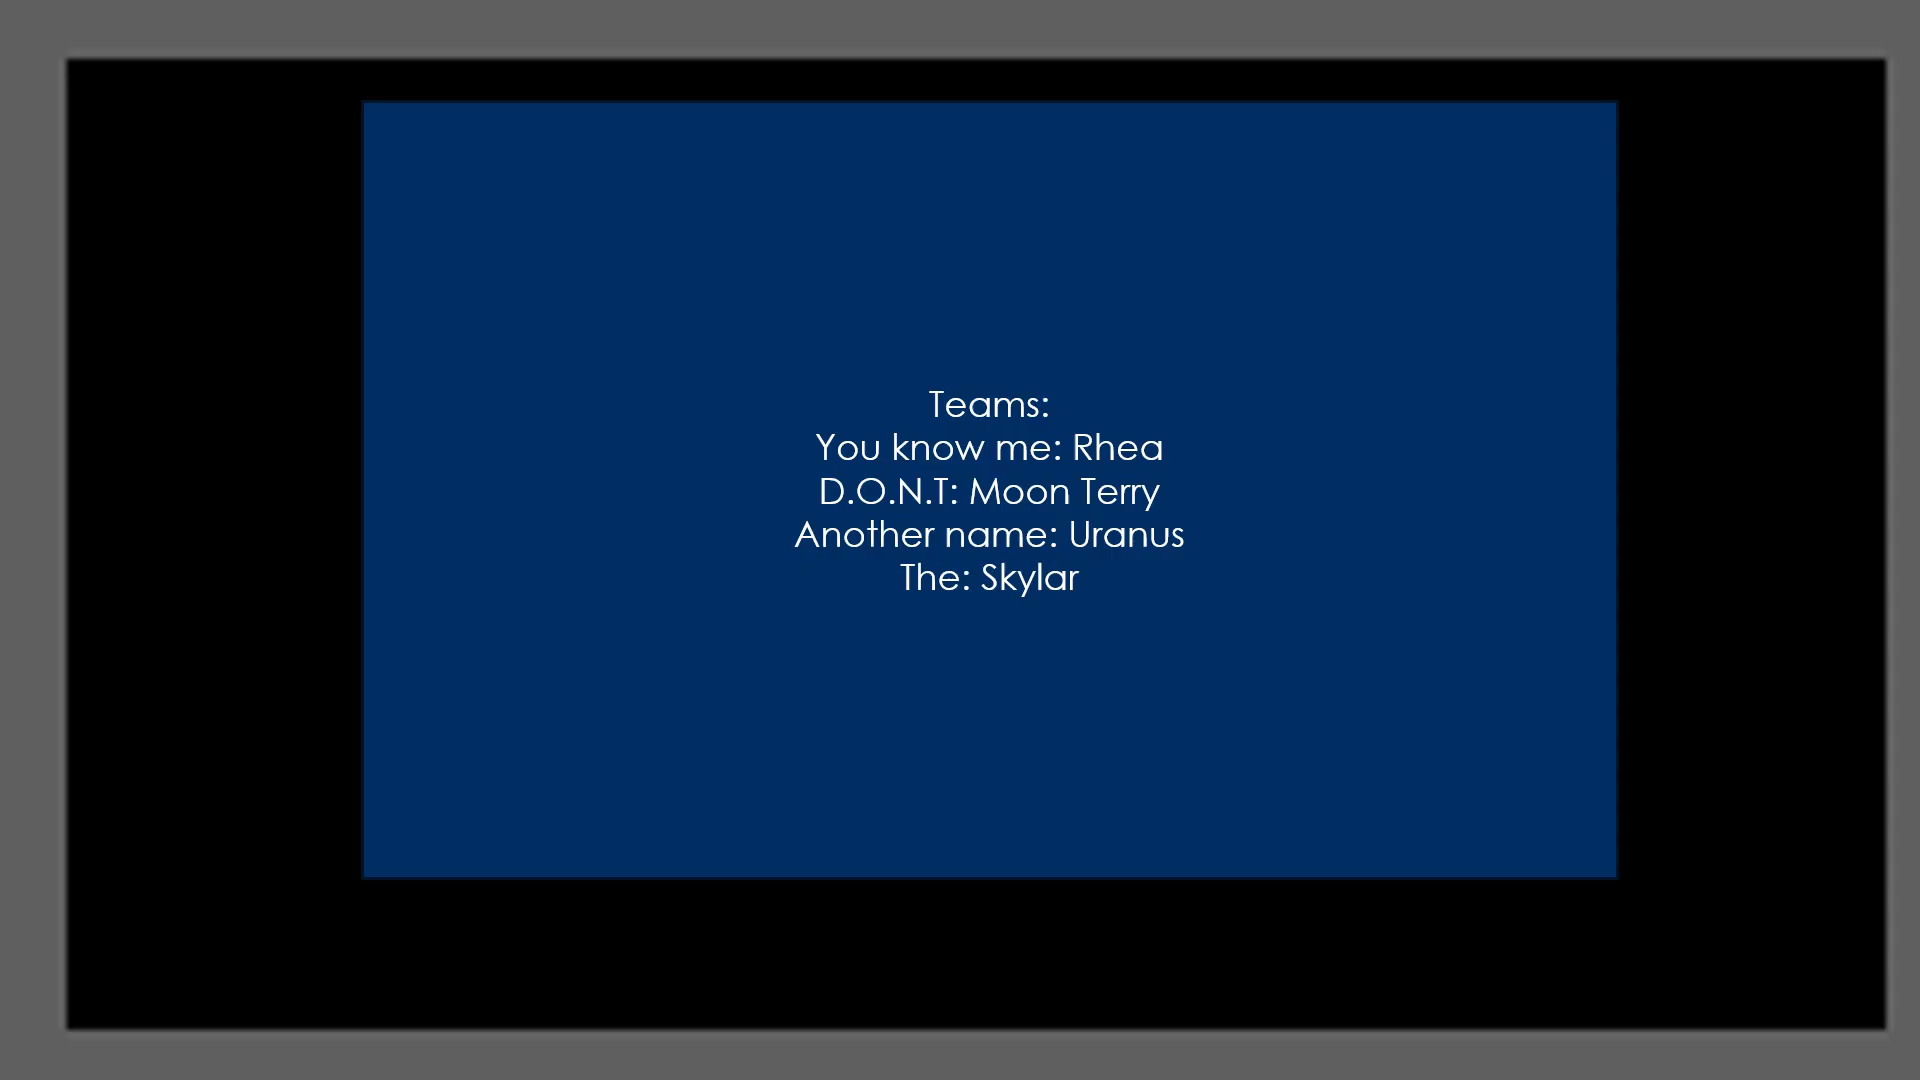 Teams:
You know me: Rhea
D.O.N.T: Moon Terry
Another name: Uranus
The: Skylar